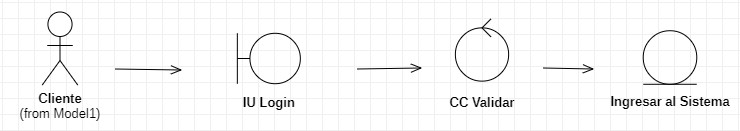 Cliente
(from Model1)
IU Login
CC Validar
Ingresar al Sistema